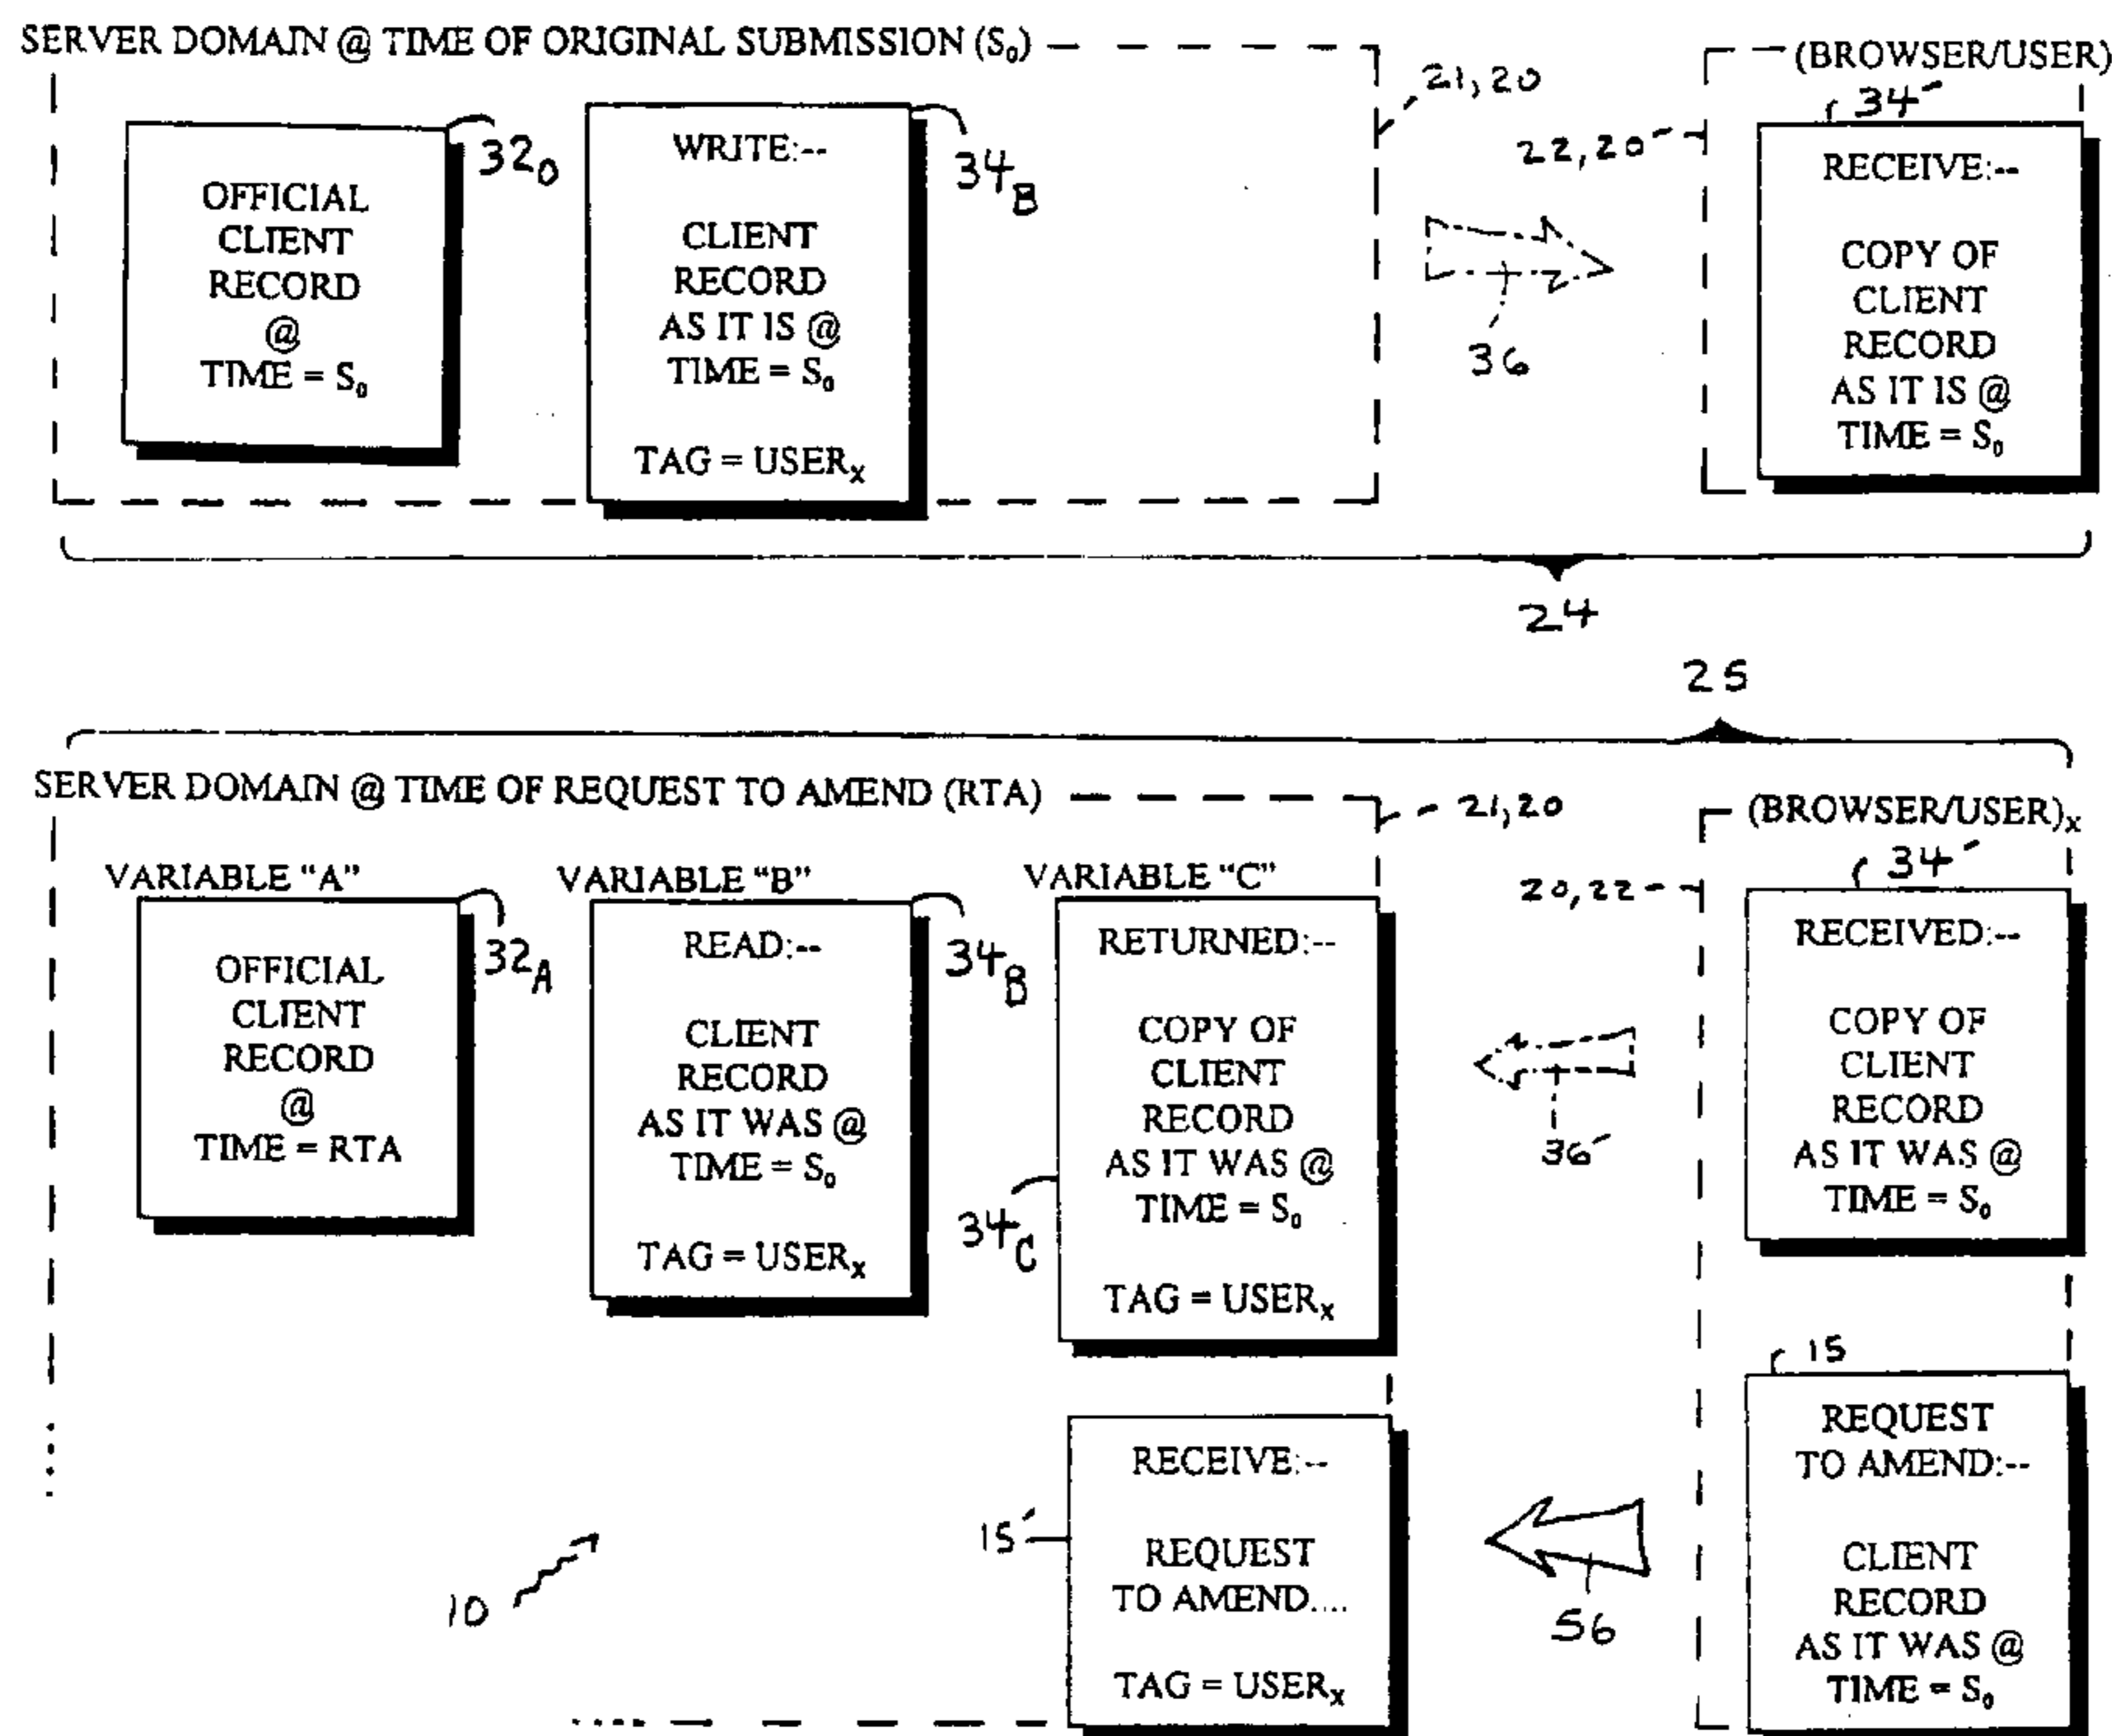 SERVER DOMAIN @ TIME OF ORIGINAL SUBMISSION (S₀)
(BROWSER/USER)
21,20
22,20
34'
32₀
OFFICIAL
CLIENT
RECORD
@
TIME = S₀
34B
WRITE:--
CLIENT
RECORD
AS IT IS @
TIME = S₀
TAG = USERₓ
36
RECEIVE:--
COPY OF
CLIENT
RECORD
AS IT IS @
TIME = S₀
24
25
SERVER DOMAIN @ TIME OF REQUEST TO AMEND (RTA)
21,20
(BROWSER/USER)ₓ
20,22
34'
VARIABLE “A”
32A
OFFICIAL
CLIENT
RECORD
@
TIME = RTA
VARIABLE “B”
34B
READ:--
CLIENT
RECORD
AS IT WAS @
TIME = S₀
TAG = USERₓ
VARIABLE “C”
34C
RETURNED:--
COPY OF
CLIENT
RECORD
AS IT WAS @
TIME = S₀
TAG = USERₓ
36'
RECEIVED:--
COPY OF
CLIENT
RECORD
AS IT WAS @
TIME = S₀
10
15'
RECEIVE:--
REQUEST
TO AMEND....
TAG = USERₓ
56
15
REQUEST
TO AMEND:--
CLIENT
RECORD
AS IT WAS @
TIME = S₀